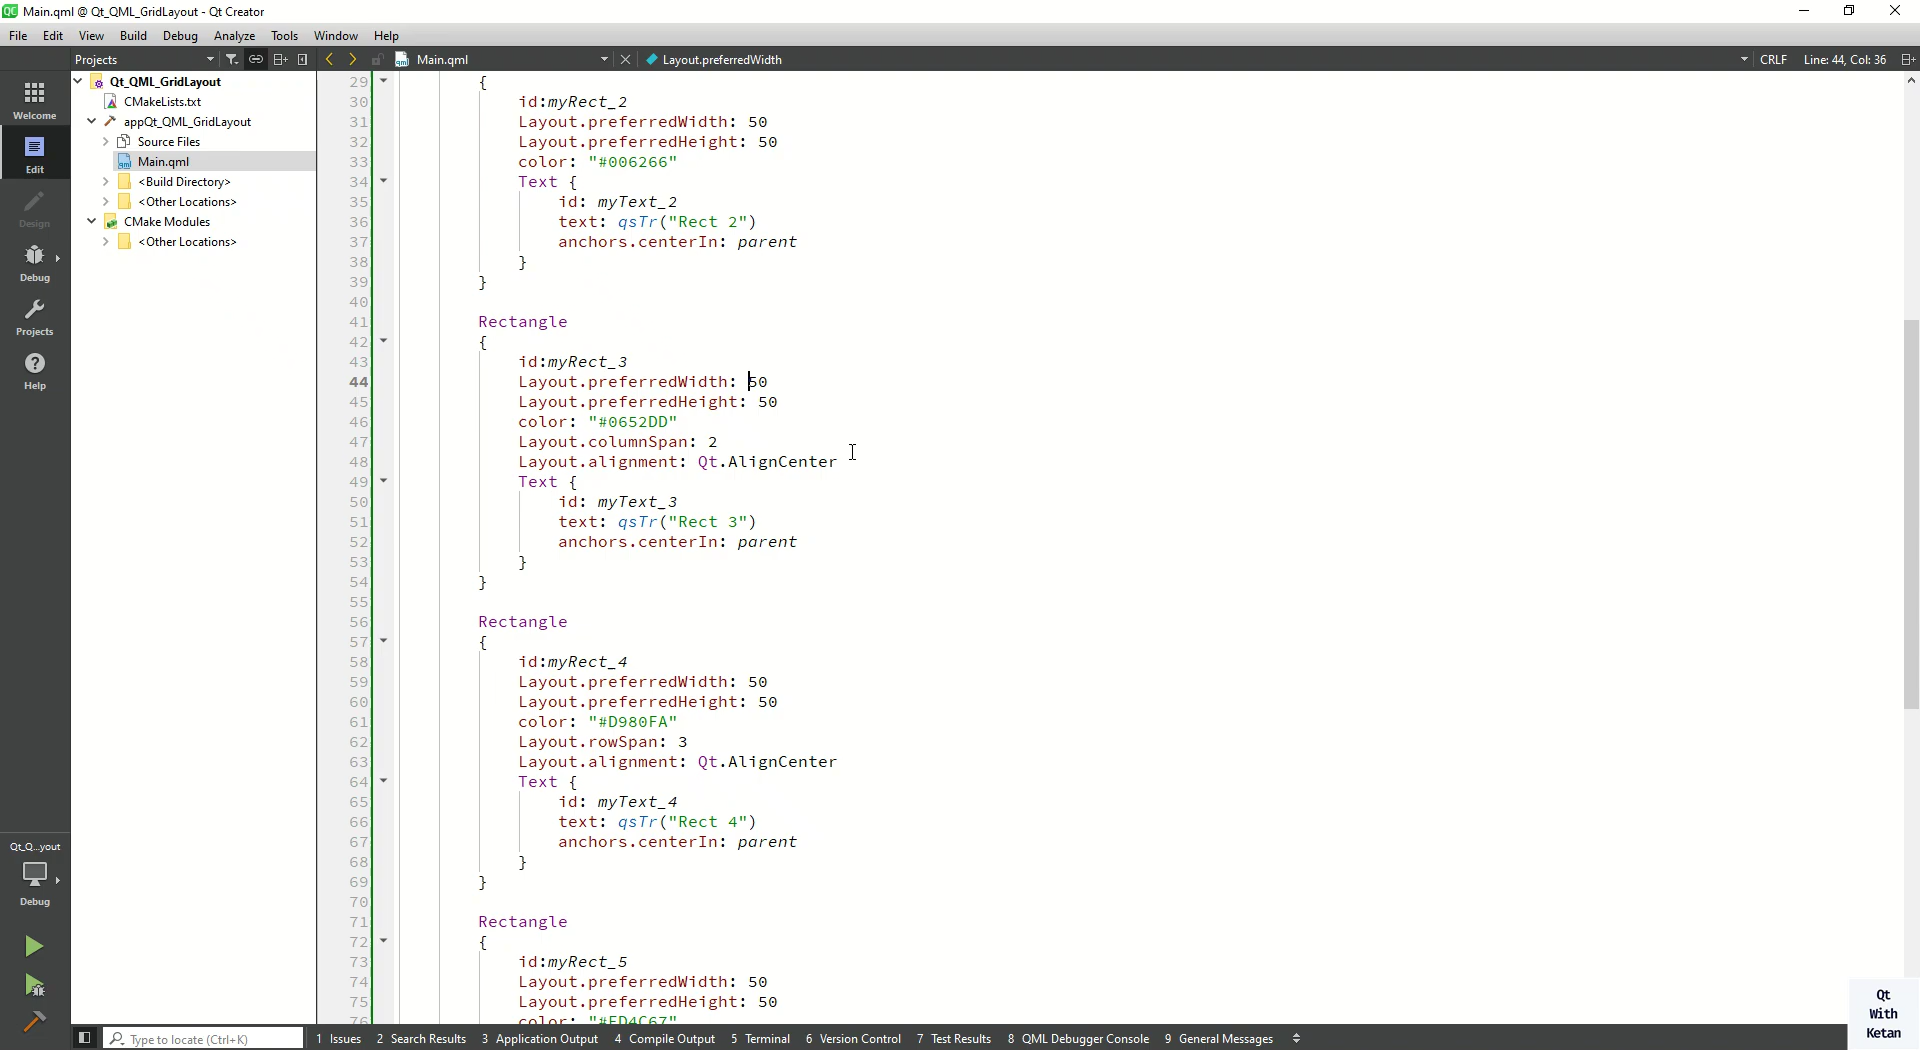 Main.qml @ Qt_QML_GridLayout - Qt Creator
File Edit View Build Debug Analyze Tools Window Help
Projects Main.qml Layout.preferredWidth CRLF Line: 44, Col: 36
Welcome
Edit
Design
Debug
Projects
Help
Qt_Q...yout
Debug
Qt_QML_GridLayout
CMakeLists.txt
appQt_QML_GridLayout
Source Files
Main.qml
<Build Directory>
<Other Locations>
CMake Modules
<Other Locations>
29 {
30 id:myRect_2
31 Layout.preferredWidth: 50
32 Layout.preferredHeight: 50
33 color: "#006266"
34 Text {
35 id: myText_2
36 text: qsTr("Rect 2")
37 anchors.centerIn: parent
38 }
39 }
40
41 Rectangle
42 {
43 id:myRect_3
44 Layout.preferredWidth: 50
45 Layout.preferredHeight: 50
46 color: "#0652DD"
47 Layout.columnSpan: 2
48 Layout.alignment: Qt.AlignCenter
49 Text {
50 id: myText_3
51 text: qsTr("Rect 3")
52 anchors.centerIn: parent
53 }
54 }
55
56 Rectangle
57 {
58 id:myRect_4
59 Layout.preferredWidth: 50
60 Layout.preferredHeight: 50
61 color: "#D980FA"
62 Layout.rowSpan: 3
63 Layout.alignment: Qt.AlignCenter
64 Text {
65 id: myText_4
66 text: qsTr("Rect 4")
67 anchors.centerIn: parent
68 }
69 }
70
71 Rectangle
72 {
73 id:myRect_5
74 Layout.preferredWidth: 50
75 Layout.preferredHeight: 50
76 color: "#ED4C67"
Qt
With
Ketan
Type to locate (Ctrl+K) 1 Issues 2 Search Results 3 Application Output 4 Compile Output 5 Terminal 6 Version Control 7 Test Results 8 QML Debugger Console 9 General Messages